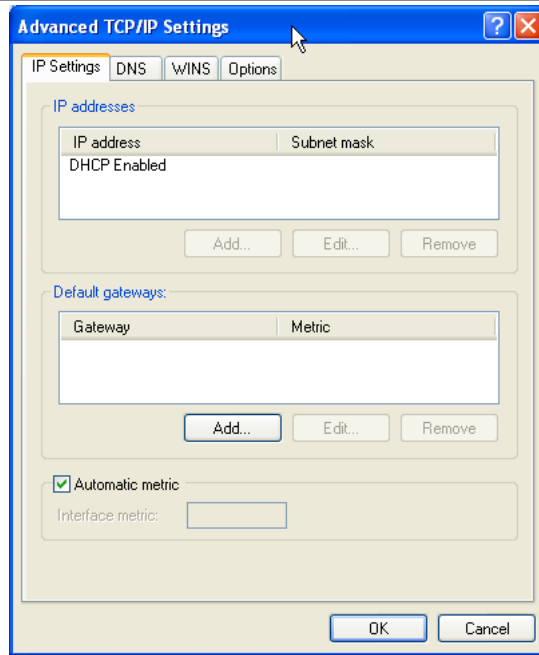 Advanced TCP/IP Settings
IP Settings DNS WINS Options
IP addresses
IP address Subnet mask
DHCP Enabled
Add... Edit... Remove
Default gateways:
Gateway Metric
Add... Edit... Remove
Automatic metric
Interface metric:
OK Cancel